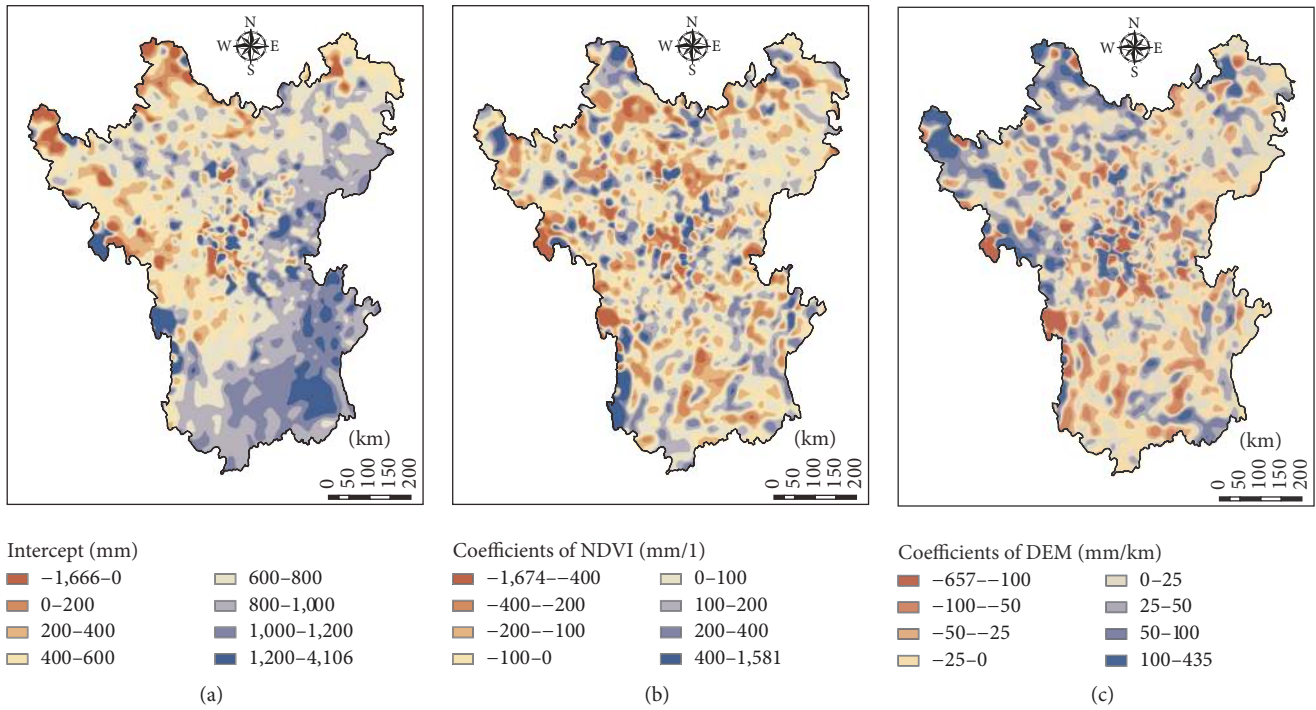 N
W E
S
(km)
0 50 100 150 200
N
W E
S
(km)
0 50 100 150 200
N
W E
S
(km)
0 50 100 150 200
Intercept (mm)
−1,666–0
0–200
200–400
400–600
600–800
800–1,000
1,000–1,200
1,200–4,106
(a)
Coefficients of NDVI (mm/1)
−1,674–−400
−400–−200
−200–−100
−100–0
0–100
100–200
200–400
400–1,581
(b)
Coefficients of DEM (mm/km)
−657–−100
−100–−50
−50–−25
−25–0
0–25
25–50
50–100
100–435
(c)